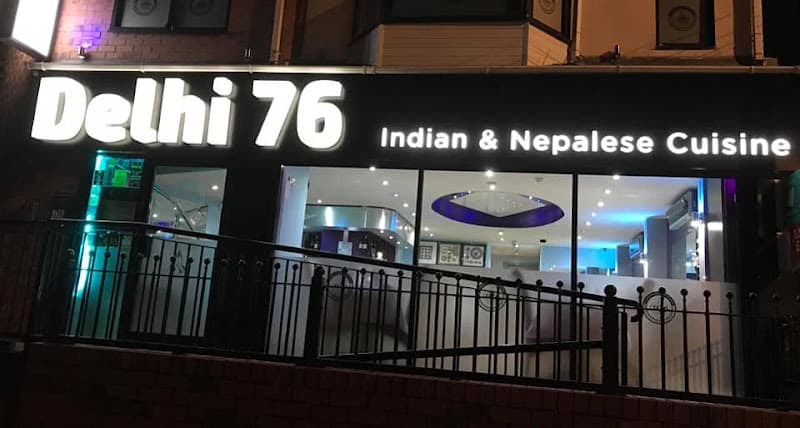 Delhi 76
Indian & Nepalese Cuisine